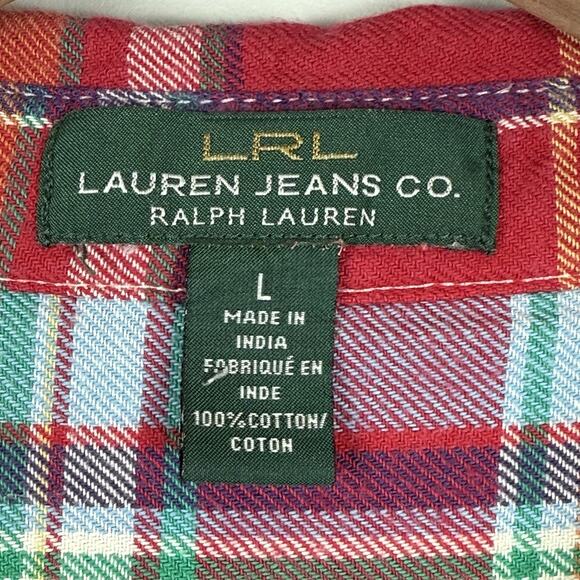 LRL
LAUREN JEANS CO.
RALPH LAUREN
L
MADE IN
INDIA
FABRIQUÉ EN
INDE
100%COTTON/
COTON